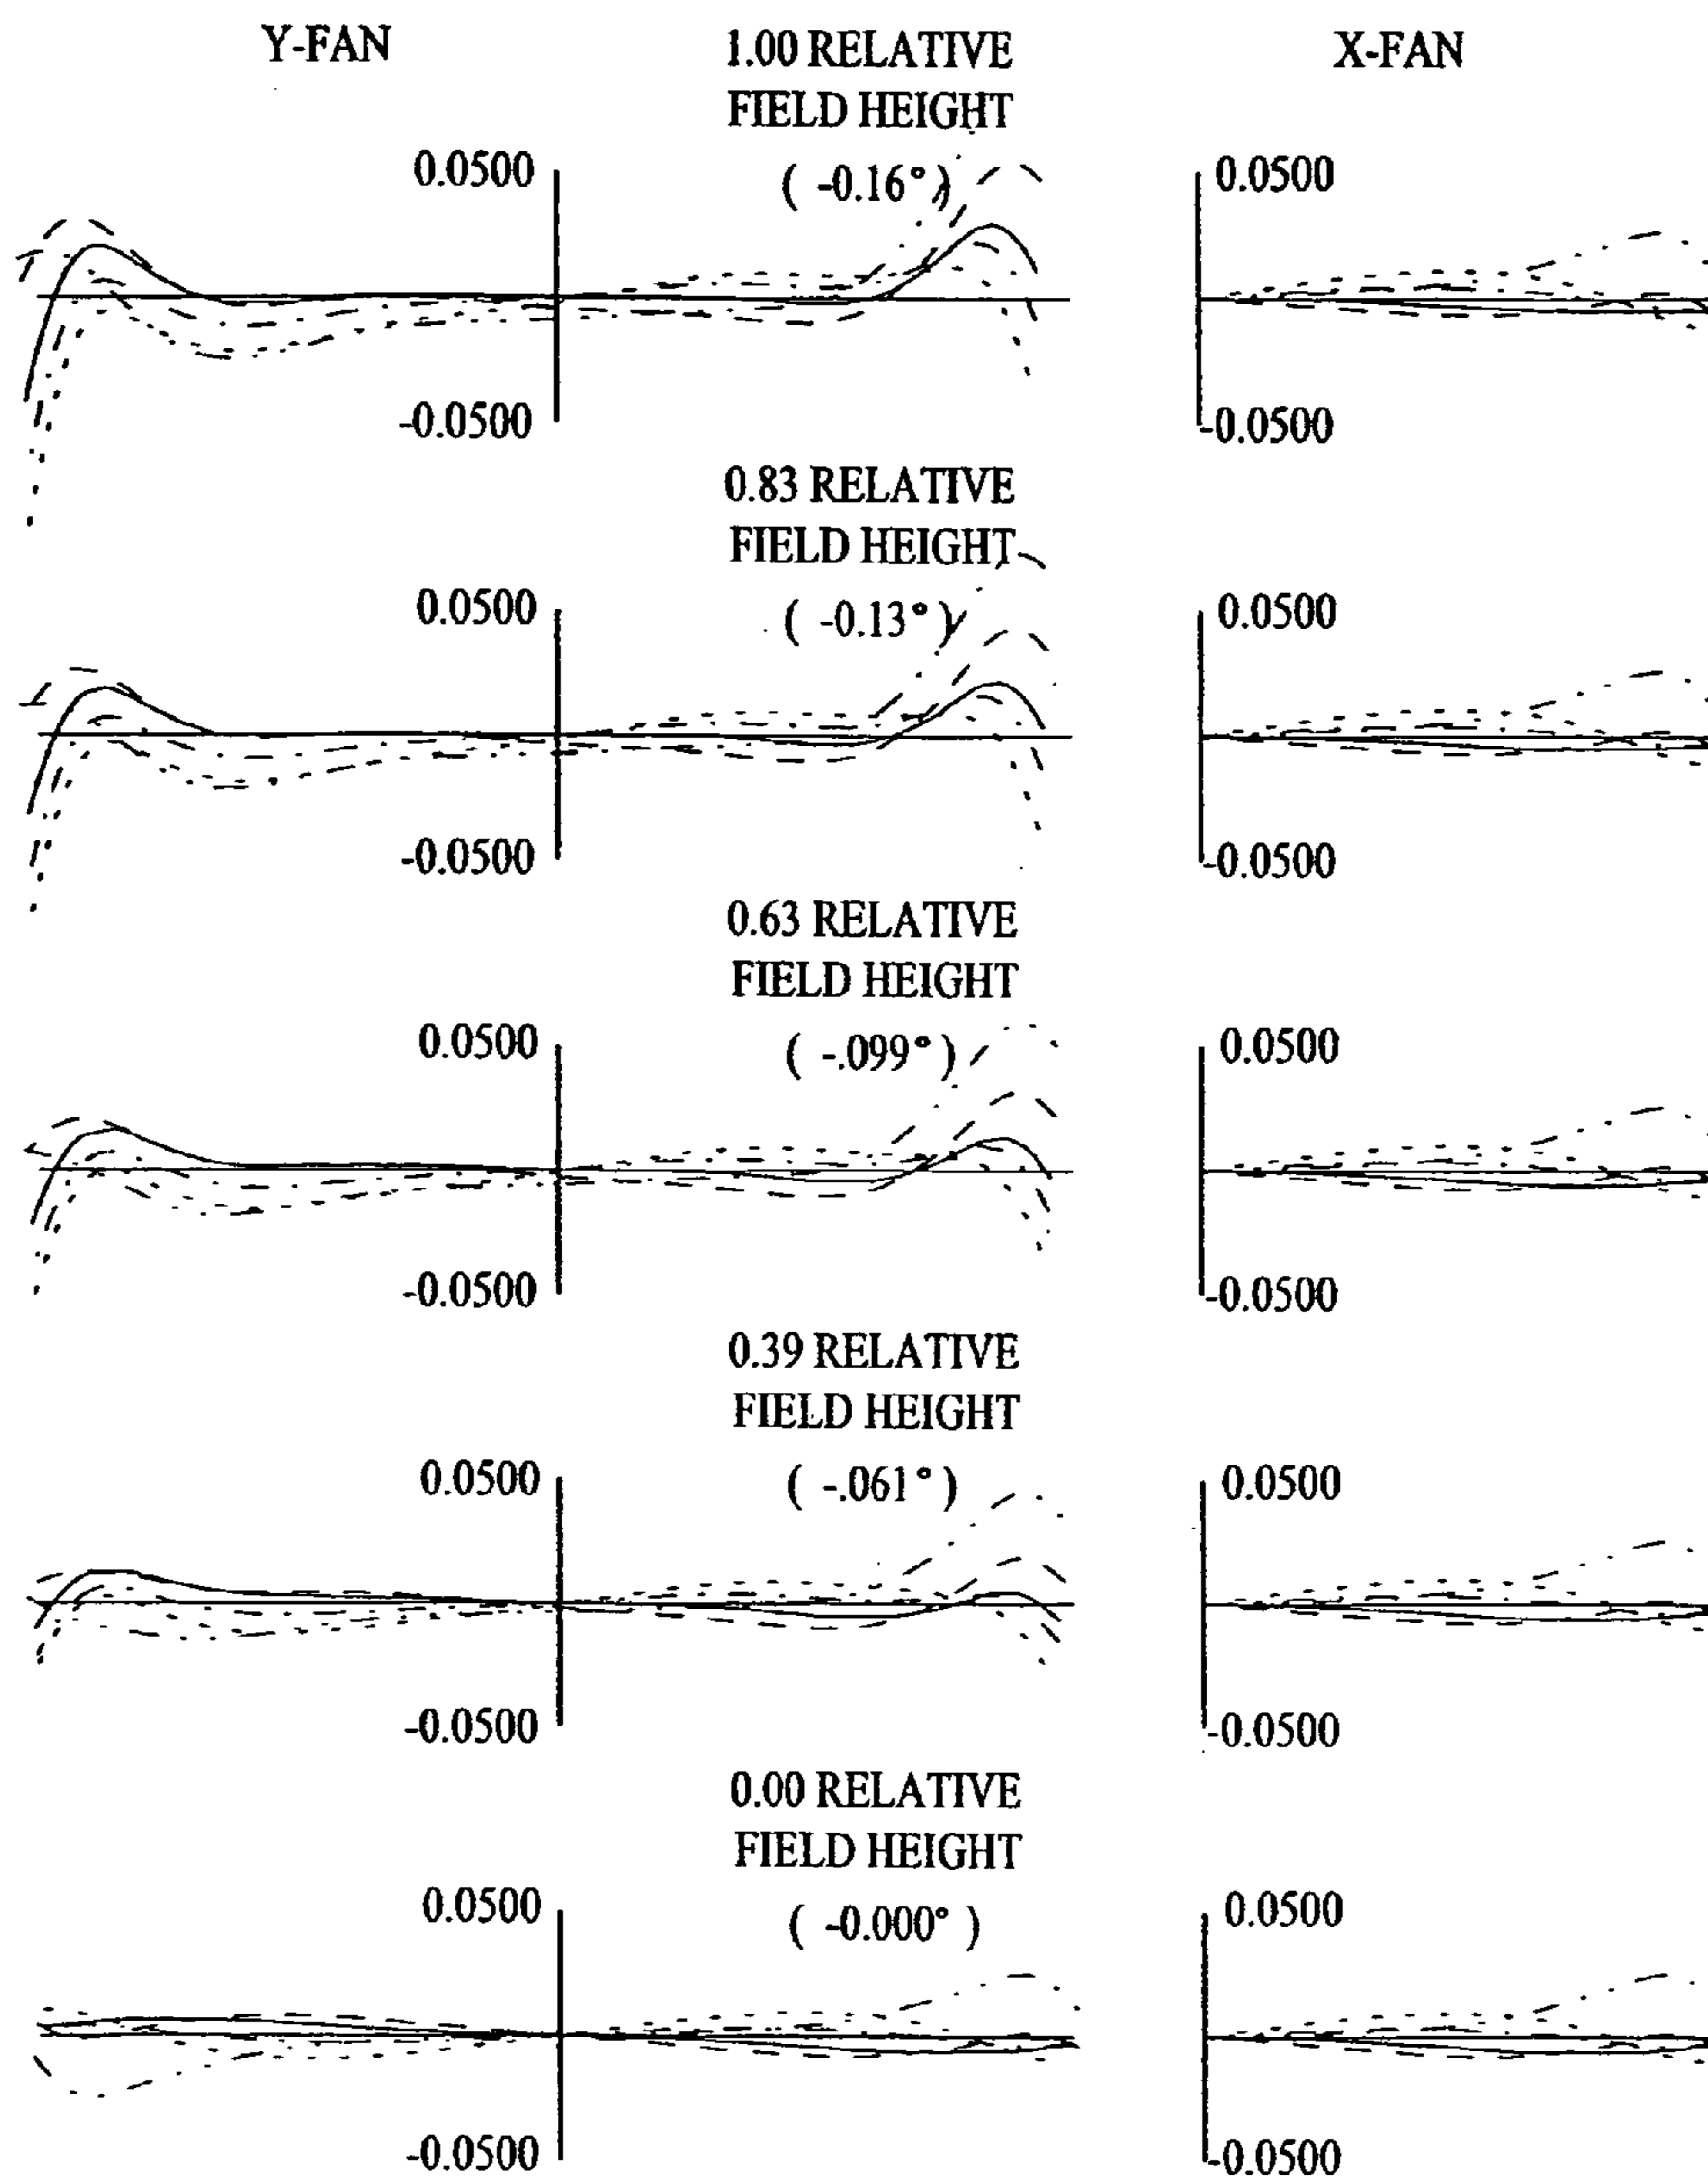 Y-FAN
1.00 RELATIVE
FIELD HEIGHT
( -0.16° )
X-FAN
0.0500
0.0500
-0.0500
-0.0500
0.83 RELATIVE
FIELD HEIGHT
( -0.13° )
0.0500
0.0500
-0.0500
-0.0500
0.63 RELATIVE
FIELD HEIGHT
( -.099° )
0.0500
0.0500
-0.0500
-0.0500
0.39 RELATIVE
FIELD HEIGHT
( -.061° )
0.0500
0.0500
-0.0500
-0.0500
0.00 RELATIVE
FIELD HEIGHT
( -0.000° )
0.0500
0.0500
-0.0500
-0.0500